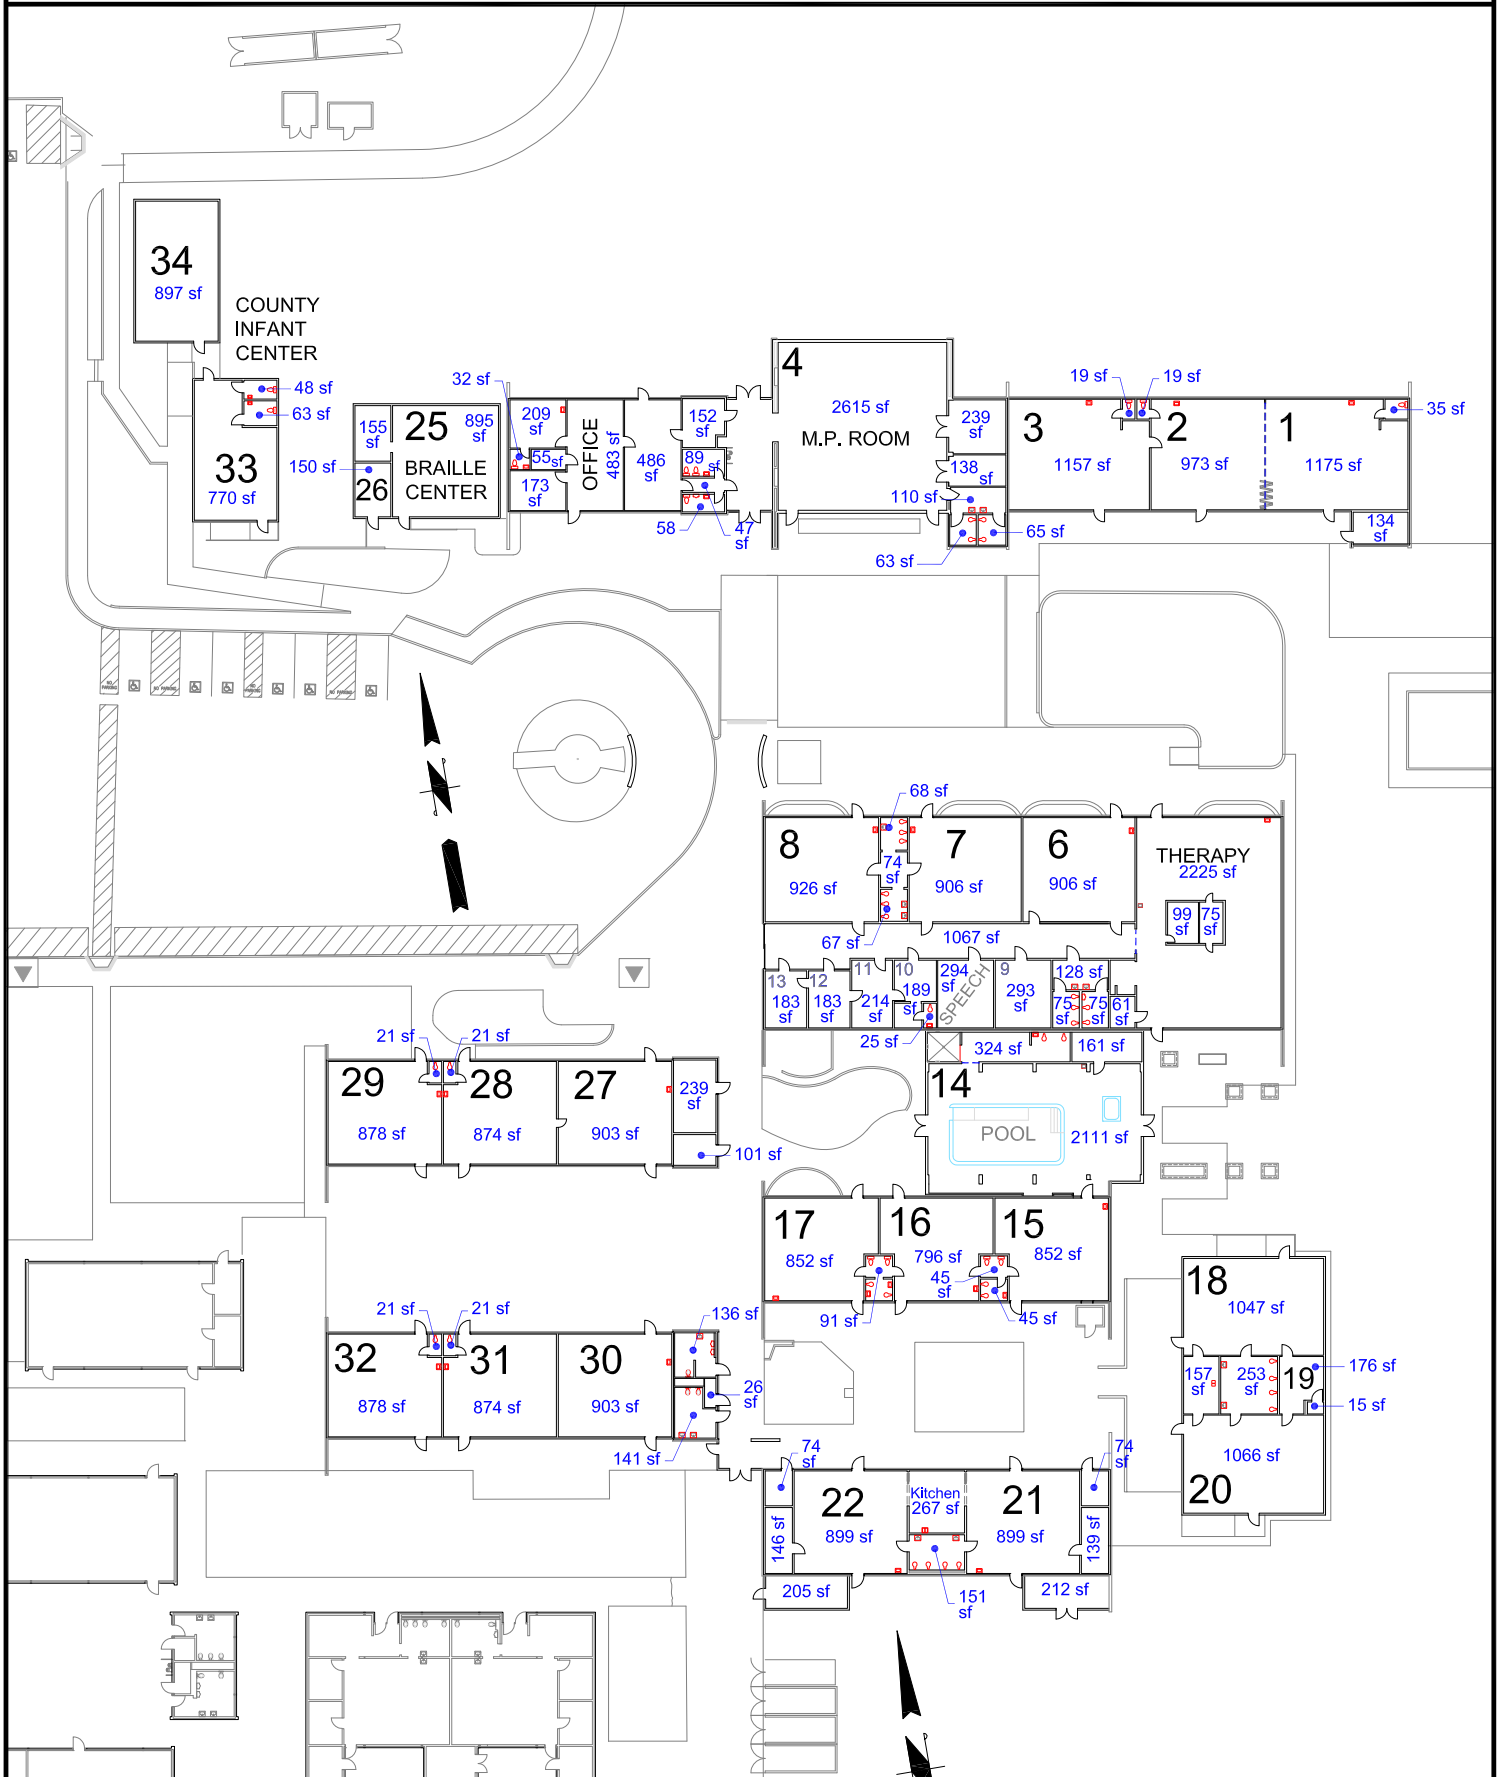 34
897 sf
COUNTY
INFANT
CENTER
48 sf
63 sf
33
770 sf
155
sf
150 sf
26
25
895
sf
BRAILLE
CENTER
32 sf
209
sf
55sf
173
sf
OFFICE
483 sf
486
sf
152
sf
89
sf
58
47
sf
4
2615 sf
M.P. ROOM
239
sf
138 sf
110 sf
63 sf
65 sf
3
1157 sf
19 sf
19 sf
2
973 sf
1
1175 sf
35 sf
134
sf
NO
PARKING
NO PARKING
NO
PARKING
NO PARKING
68 sf
8
926 sf
74
sf
7
906 sf
6
906 sf
THERAPY
2225 sf
99
sf
75
sf
67 sf
1067 sf
13
183
sf
12
183
sf
11
214
sf
10
189
sf
25 sf
294
sf
SPEECH
9
293
sf
128 sf
75
sf
75
sf
61
sf
324 sf
161 sf
14
POOL
2111 sf
21 sf
21 sf
29
878 sf
28
874 sf
27
903 sf
239
sf
101 sf
17
852 sf
16
796 sf
15
852 sf
45
sf
91 sf
45 sf
18
1047 sf
157
sf
253
sf
19
176 sf
15 sf
1066 sf
20
21 sf
21 sf
136 sf
32
878 sf
31
874 sf
30
903 sf
26
sf
141 sf
74
sf
74
sf
22
899 sf
Kitchen
267 sf
21
899 sf
146 sf
139 sf
205 sf
151
sf
212 sf